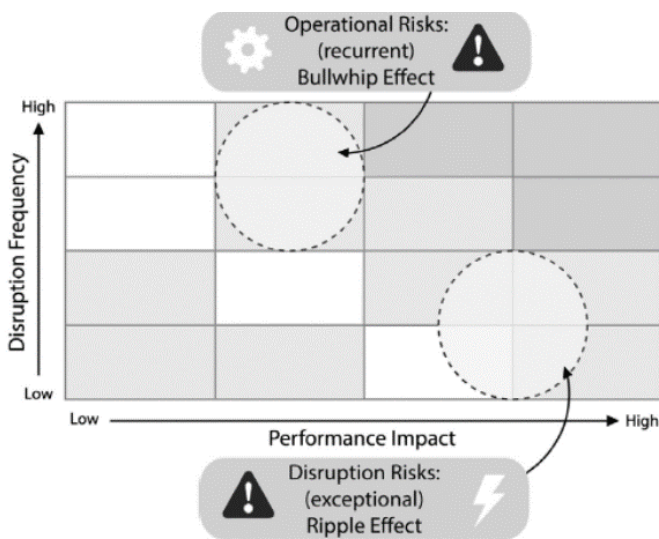 Operational Risks:
(recurrent)
Bullwhip Effect
High
Disruption Frequency
Low
Low
High
Performance Impact
Disruption Risks:
(exceptional)
Ripple Effect